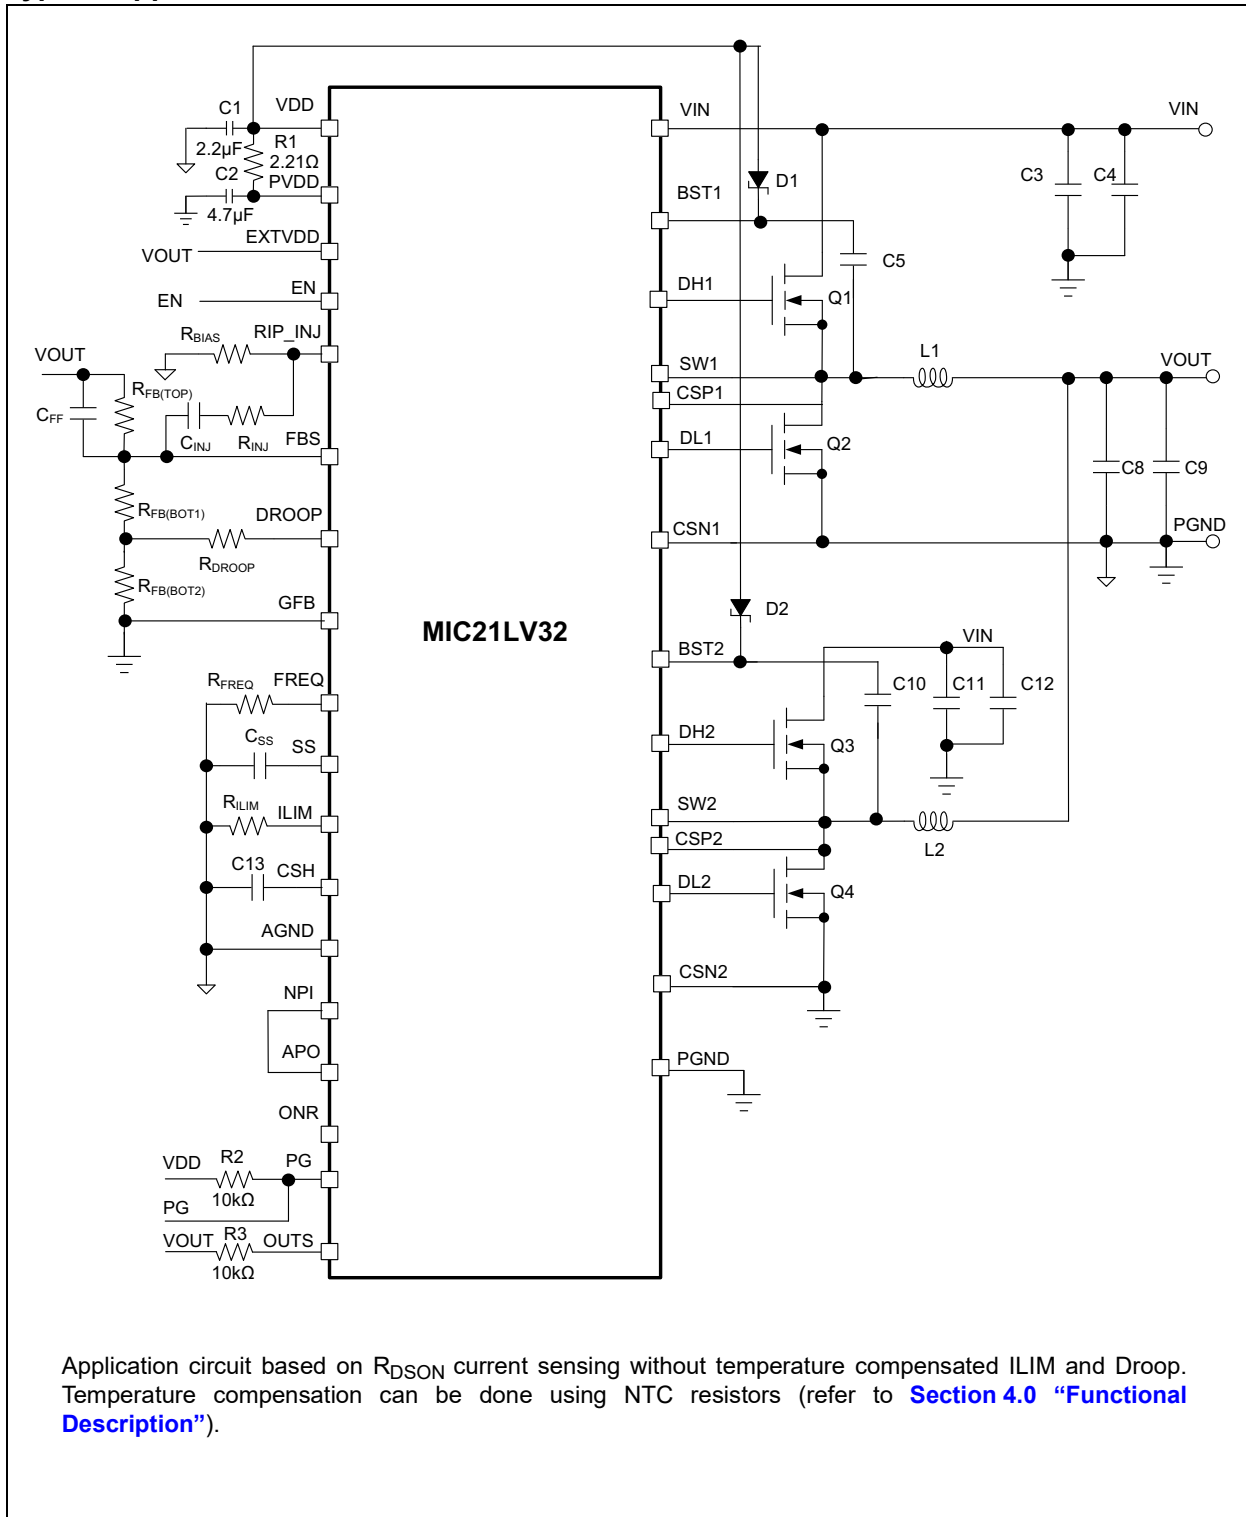 C1
VDD
2.2µF
R1
2.21Ω
C2
PVDD
4.7µF
EXTVDD
VOUT
EN
EN
RBIAS
RIP_INJ
VOUT
RFB(TOP)
CFF
CINJ
RINJ
FBS
RFB(BOT1)
DROOP
RDROOP
RFB(BOT2)
GFB
RFREQ
FREQ
CSS
SS
RILIM
ILIM
C13
CSH
AGND
NPI
APO
ONR
VDD
R2
PG
10kΩ
PG
VOUT
R3
OUTS
10kΩ
MIC21LV32
VIN
VIN
D1
C3
C4
BST1
C5
DH1
Q1
SW1
L1
VOUT
CSP1
DL1
Q2
C8
C9
CSN1
PGND
D2
VIN
BST2
C10
C11
C12
DH2
Q3
SW2
CSP2
L2
DL2
Q4
CSN2
PGND
Application circuit based on RDSON current sensing without temperature compensated ILIM and Droop.
Temperature compensation can be done using NTC resistors (refer to Section 4.0 “Functional
Description”).